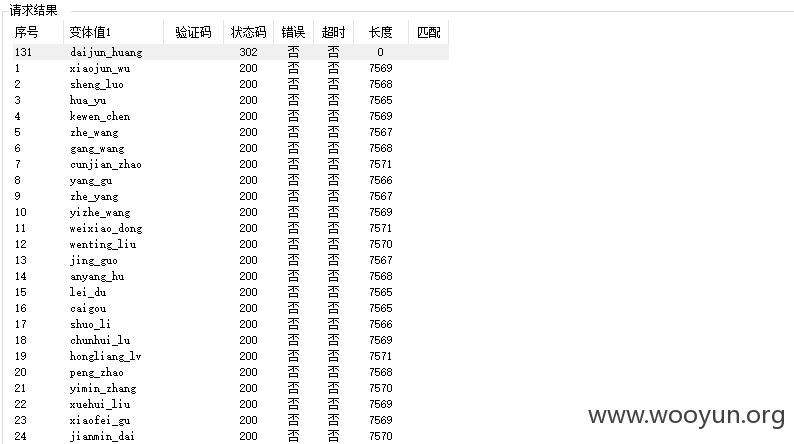 请求结果
序号 变体值1 验证码 状态码 错误 超时 长度 匹配
131 daijun_huang 302 否 否 0
1 xiaojun_wu 200 否 否 7569
2 sheng_luo 200 否 否 7568
3 hua_yu 200 否 否 7565
4 kewen_chen 200 否 否 7569
5 zhe_wang 200 否 否 7567
6 gang_wang 200 否 否 7568
7 cunjian_zhao 200 否 否 7571
8 yang_gu 200 否 否 7566
9 zhe_yang 200 否 否 7567
10 yizhe_wang 200 否 否 7569
11 weixiao_dong 200 否 否 7571
12 wenting_liu 200 否 否 7570
13 jing_guo 200 否 否 7567
14 anyang_hu 200 否 否 7568
15 lei_du 200 否 否 7565
16 caigou 200 否 否 7565
17 shuo_li 200 否 否 7566
18 chunhui_lu 200 否 否 7569
19 hongliang_lv 200 否 否 7571
20 peng_zhao 200 否 否 7568
21 yimin_zhang 200 否 否 7570
22 xuehui_liu 200 否 否 7569
23 xiaofei_gu 200 否 否 7569
24 jianmin_dai 200 否 否 7570
www.wooyun.org